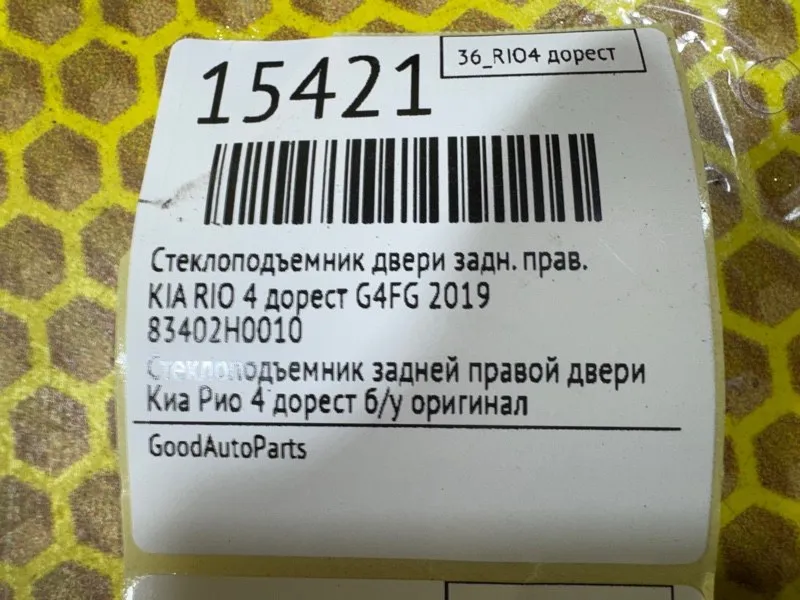 15421
36_RIO4 дорест
Стеклоподъемник двери задн. прав.
KIA RIO 4 дорест G4FG 2019
83402H0010
Стеклоподъемник задней правой двери
Киа Рио 4 дорест б/у оригинал
GoodAutoParts